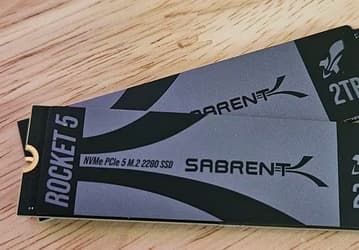 SABRENT
2TB
ROCKET 5
NVMe PCIe 5 M.2 2280 SSD
SABRENT